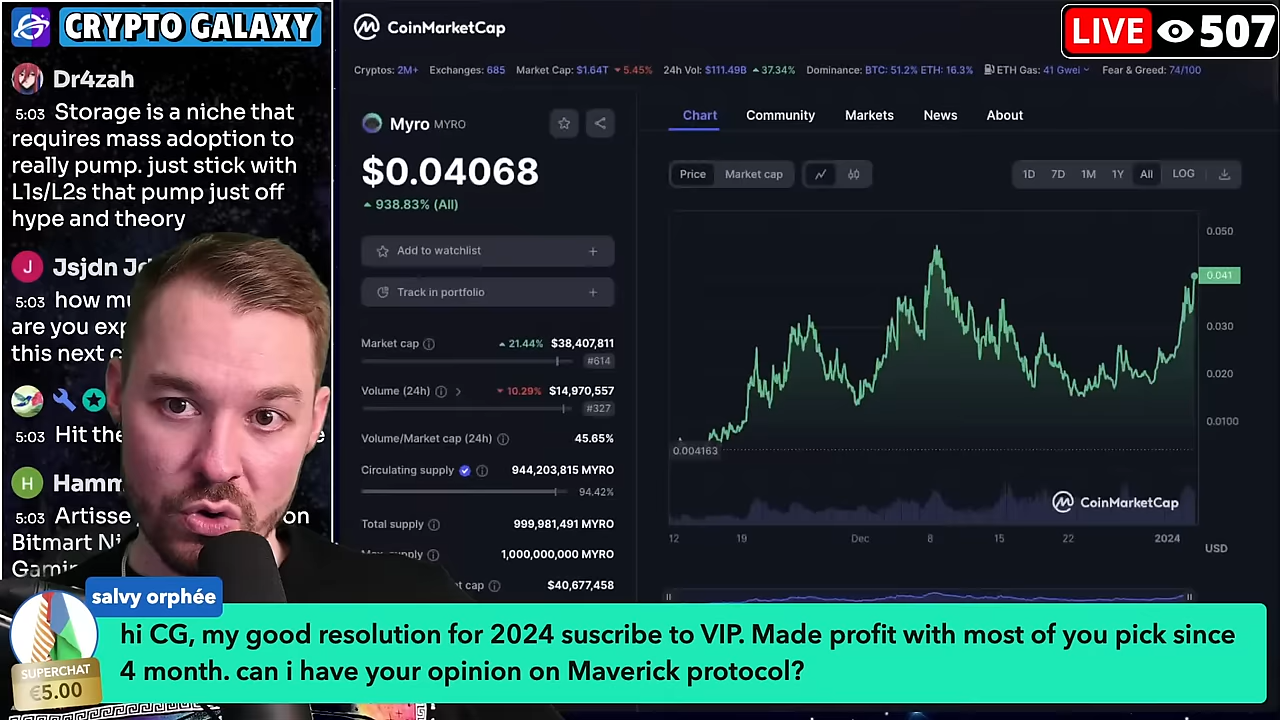 CRYPTO GALAXY
Dr4zah
5:03 Storage is a niche that
requires mass adoption to
really pump. just stick with
L1s/L2s that pump just off
hype and theory
J
Jsjdn
5:03 how
are you
this next
5:03 Hit
H
Hamm
5:03 Artisse on
Bitmart
salvy orphée
SUPERCHAT
€5.00
hi CG, my good resolution for 2024 suscribe to VIP. Made profit with most of you pick since
4 month. can i have your opinion on Maverick protocol?
CoinMarketCap
LIVE 507
Cryptos: 2M+ Exchanges: 685 Market Cap: $1.64T 5.45% 24h Vol: $111.49B 37.34% Dominance: BTC: 51.2% ETH: 16.3% ETH Gas: 41 Gwei Fear & Greed: 74/100
Myro MYRO
$0.04068
938.83% (All)
Add to watchlist +
Track in portfolio +
Market cap 21.44% $38,407,811
#614
Volume (24h) 10.29% $14,970,557
#327
Volume/Market cap (24h) 45.65%
Circulating supply 944,203,815 MYRO
94.42%
Total supply 999,981,491 MYRO
supply 1,000,000,000 MYRO
cap $40,677,458
Chart Community Markets News About
Price Market cap
1D 7D 1M 1Y All LOG
0.050
0.041
0.030
0.020
0.0100
0.004163
CoinMarketCap
12 19 Dec 8 15 22 2024
USD